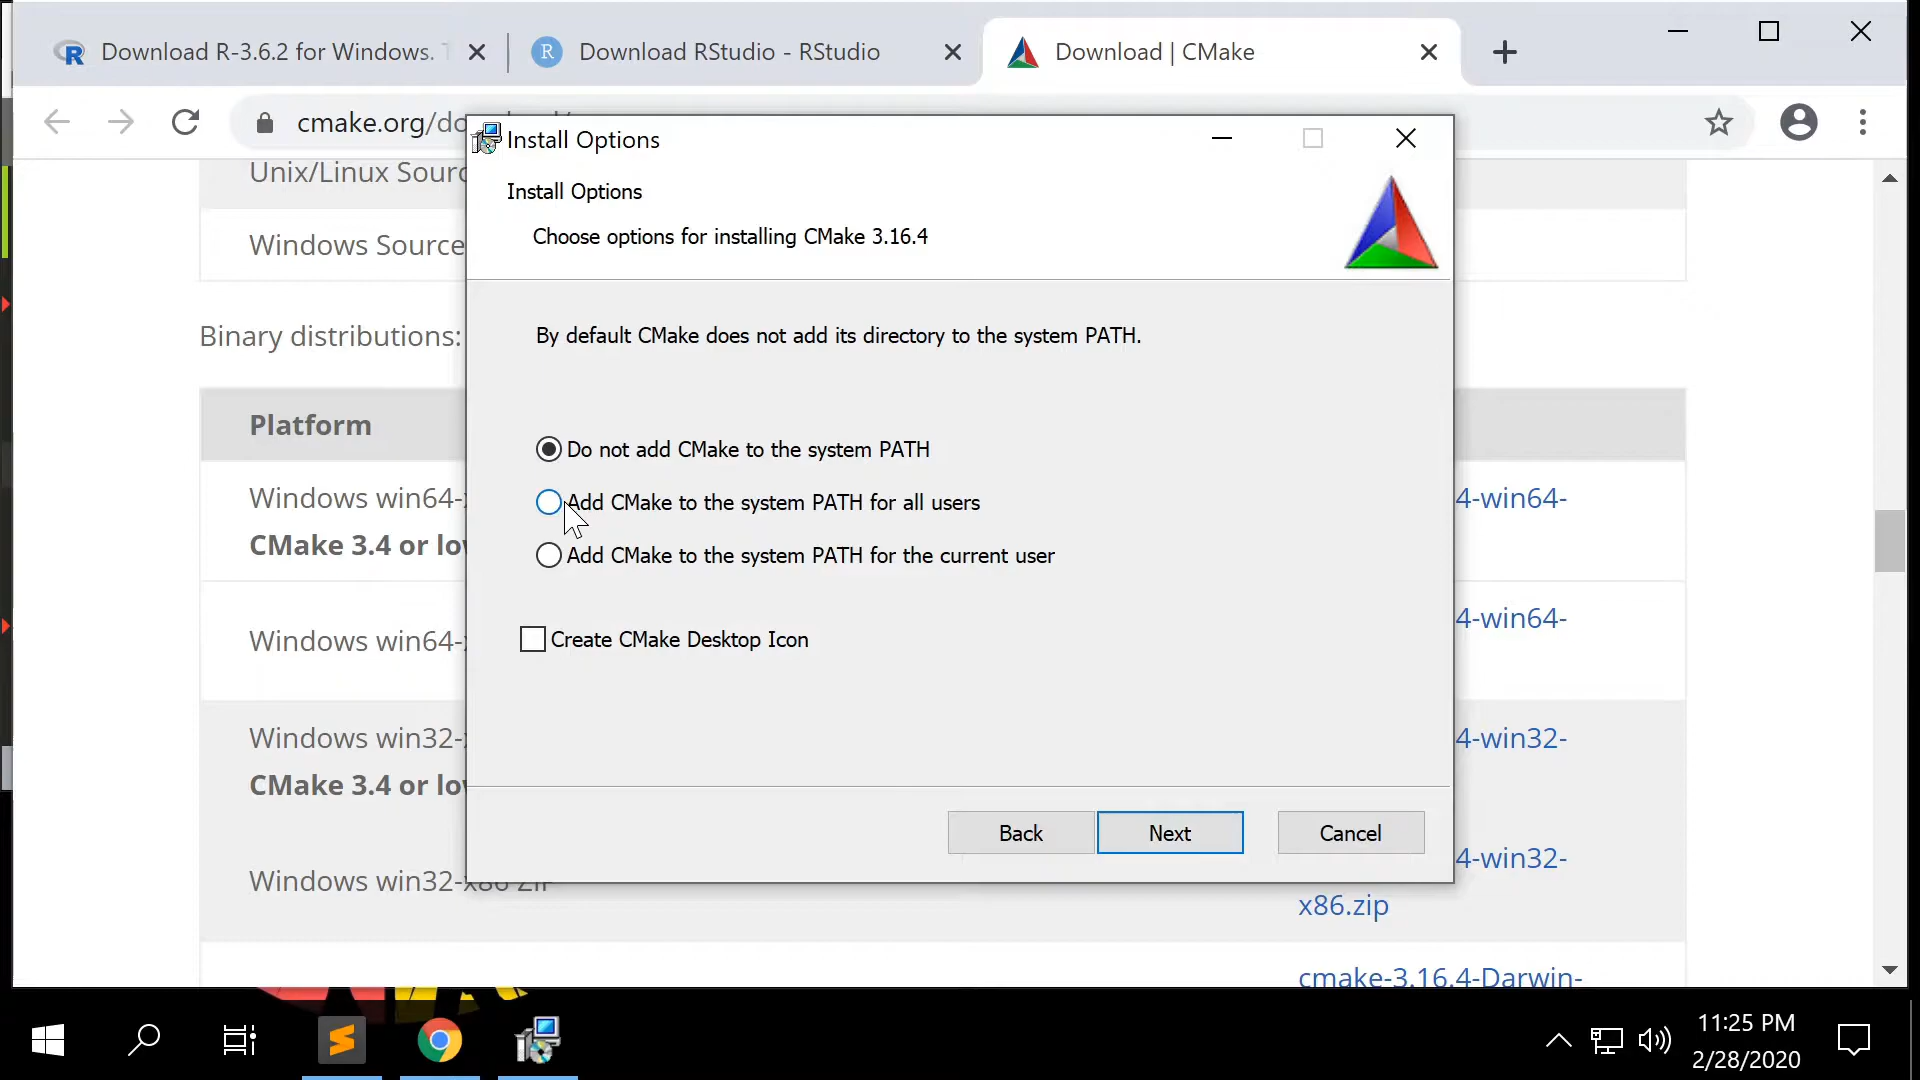 Download R-3.6.2 for Windows. T
Download RStudio - RStudio
Download | CMake
cmake.org/do
Install Options
Unix/Linux Sourc
Install Options
Choose options for installing CMake 3.16.4
Windows Source
By default CMake does not add its directory to the system PATH.
Binary distributions:
Platform
Do not add CMake to the system PATH
Windows win64-
4-win64-
Add CMake to the system PATH for all users
CMake 3.4 or lo
Add CMake to the system PATH for the current user
4-win64-
Windows win64-
Create CMake Desktop Icon
Windows win32-
4-win32-
CMake 3.4 or lo
Back
Next
Cancel
4-win32-
Windows win32-x86 ZIP
x86.zip
cmake-3.16.4-Darwin-
11:25 PM
2/28/2020